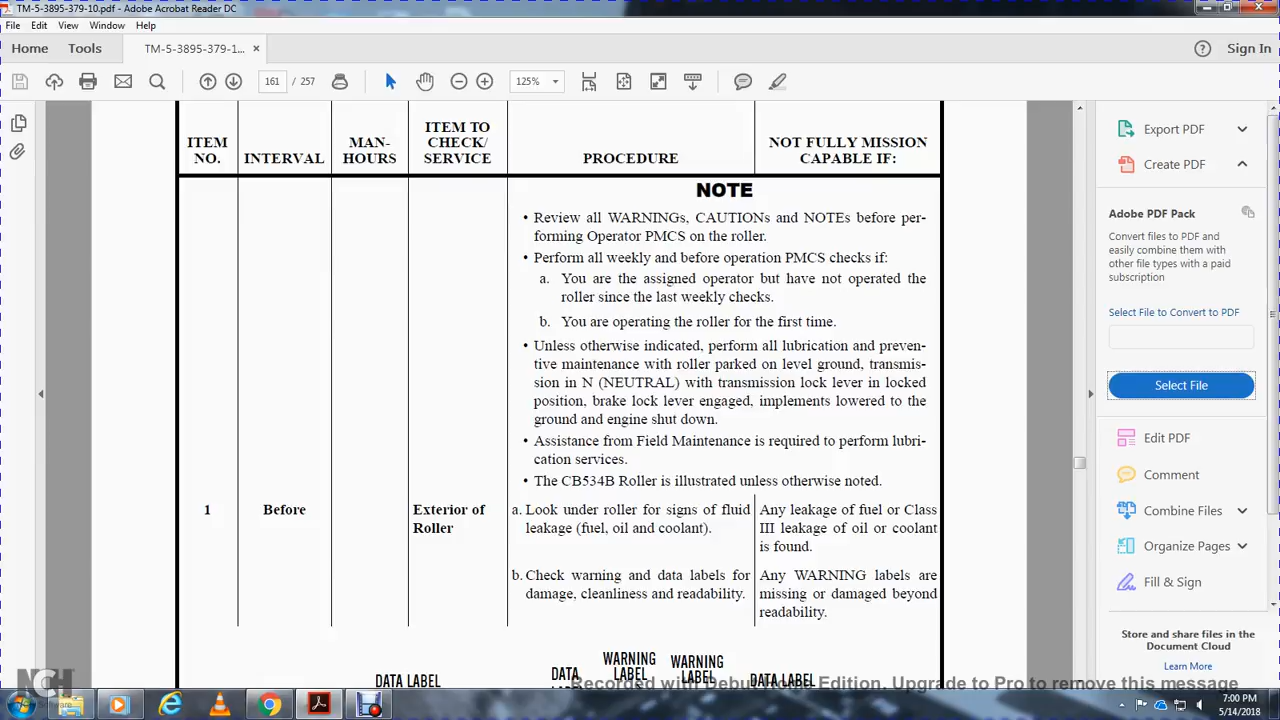 TM-5-3895-379-10.pdf - Adobe Acrobat Reader DC
File Edit View Window Help
Home Tools TM-5-3895-379-1... × Sign In
161 / 257 125%
ITEM NO. INTERVAL MAN-HOURS ITEM TO CHECK/ SERVICE PROCEDURE NOT FULLY MISSION CAPABLE IF:
NOTE
• Review all WARNINGs, CAUTIONs and NOTEs before per-
forming Operator PMCS on the roller.
• Perform all weekly and before operation PMCS checks if:
a. You are the assigned operator but have not operated the
roller since the last weekly checks.
b. You are operating the roller for the first time.
• Unless otherwise indicated, perform all lubrication and preven-
tive maintenance with roller parked on level ground, transmis-
sion in N (NEUTRAL) with transmission lock lever in locked
position, brake lock lever engaged, implements lowered to the
ground and engine shut down.
• Assistance from Field Maintenance is required to perform lubri-
cation services.
• The CB534B Roller is illustrated unless otherwise noted.
1 Before Exterior of
Roller
a. Look under roller for signs of fluid
leakage (fuel, oil and coolant).
Any leakage of fuel or Class
III leakage of oil or coolant
is found.
b. Check warning and data labels for
damage, cleanliness and readability.
Any WARNING labels are
missing or damaged beyond
readability.
DATA LABEL
DATA
WARNING
LABEL
WARNING
LABEL
DATA LABEL
Export PDF
Create PDF
Adobe PDF Pack
Convert files to PDF and
easily combine them with
other file types with a paid
subscription
Select File to Convert to PDF
Select File
Edit PDF
Comment
Combine Files
Organize Pages
Fill & Sign
Store and share files in the
Document Cloud
Learn More
NCH
Software
Recorded with Debut Home Edition. Upgrade to Pro to remove this message
7:00 PM
5/14/2018